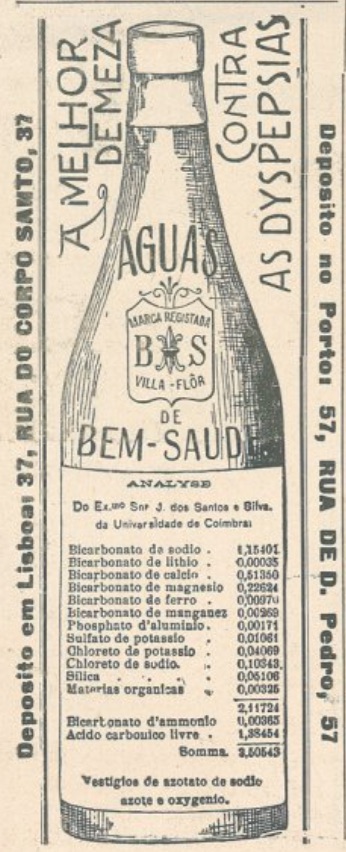 Deposito em Lisboa: 37, RUA DO CORPO SANTO, 37
A MELHOR
DE MEZA
CONTRA
AS DYSPEPSIAS
Deposito no Porto: 57, RUA DE D. Pedro, 57
AGUAS
MARCA REGISTADA
B S
VILLA-FLÔR
DE
BEM-SAUDE
ANALYSE
Do Ex.mo Snr J. dos Santos e Silva.
da Universidade de Coimbra:
Bicarbonato de sodio . 1,15401
Bicarbonato de lithio . 0,00035
Bicarbonato de calcio . 0,51350
Bicarbonato de magnesio 0,22624
Bicarbonato de ferro . 0,00970
Bicarbonato de manganez 0,00269
Phosphato d'aluminio. 0,00171
Sulfato de potassio . 0,01061
Chloreto de potassio . 0,04069
Chloreto de sodio. . 0,10343
Silica . . . . 0,05106
Materias organicas . 0,00325
2,11724
Bicarbonato d'ammonio 0,00365
Acido carbonico livre . 1,38454
Somma. 3,50543
Vestigios de azotato de sodio
azote e oxygenio.